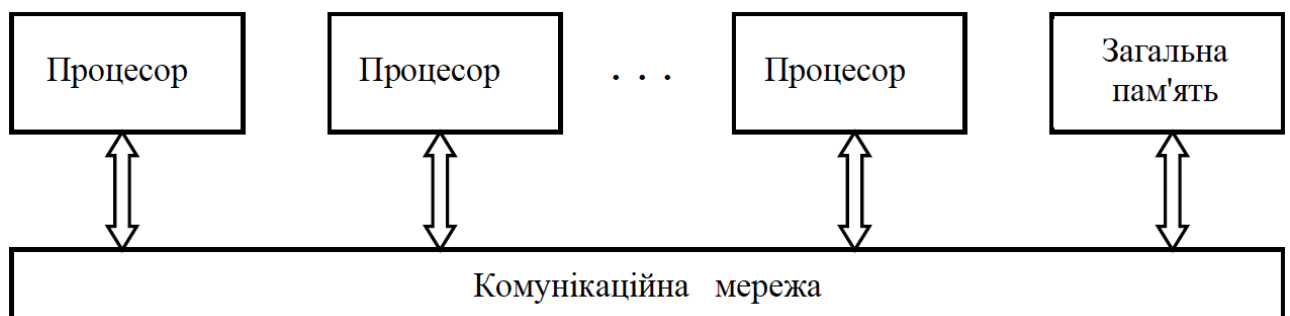 Процесор
Процесор
. . .
Процесор
Загальна
пам'ять
Комунікаційна мережа